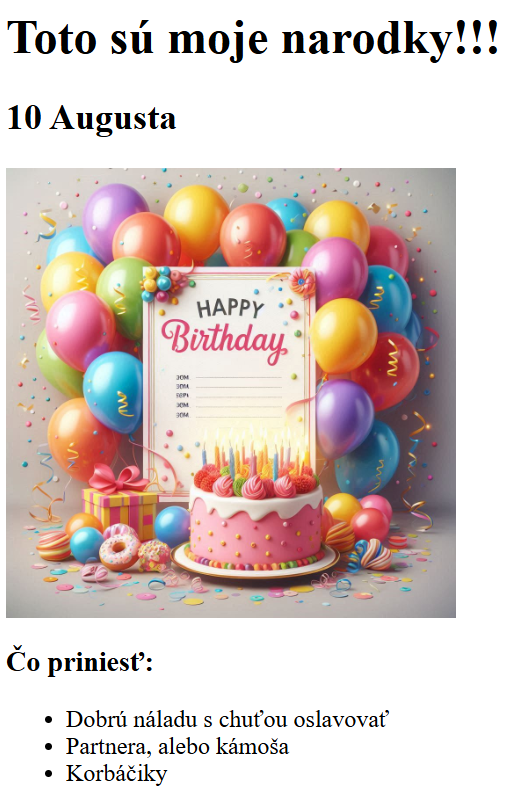 Toto sú moje narodky!!!
10 Augusta
HAPPY
Birthday
Čo priniesť:
Dobrú náladu s chuťou oslavovať
Partnera, alebo kámoša
Korbáčiky